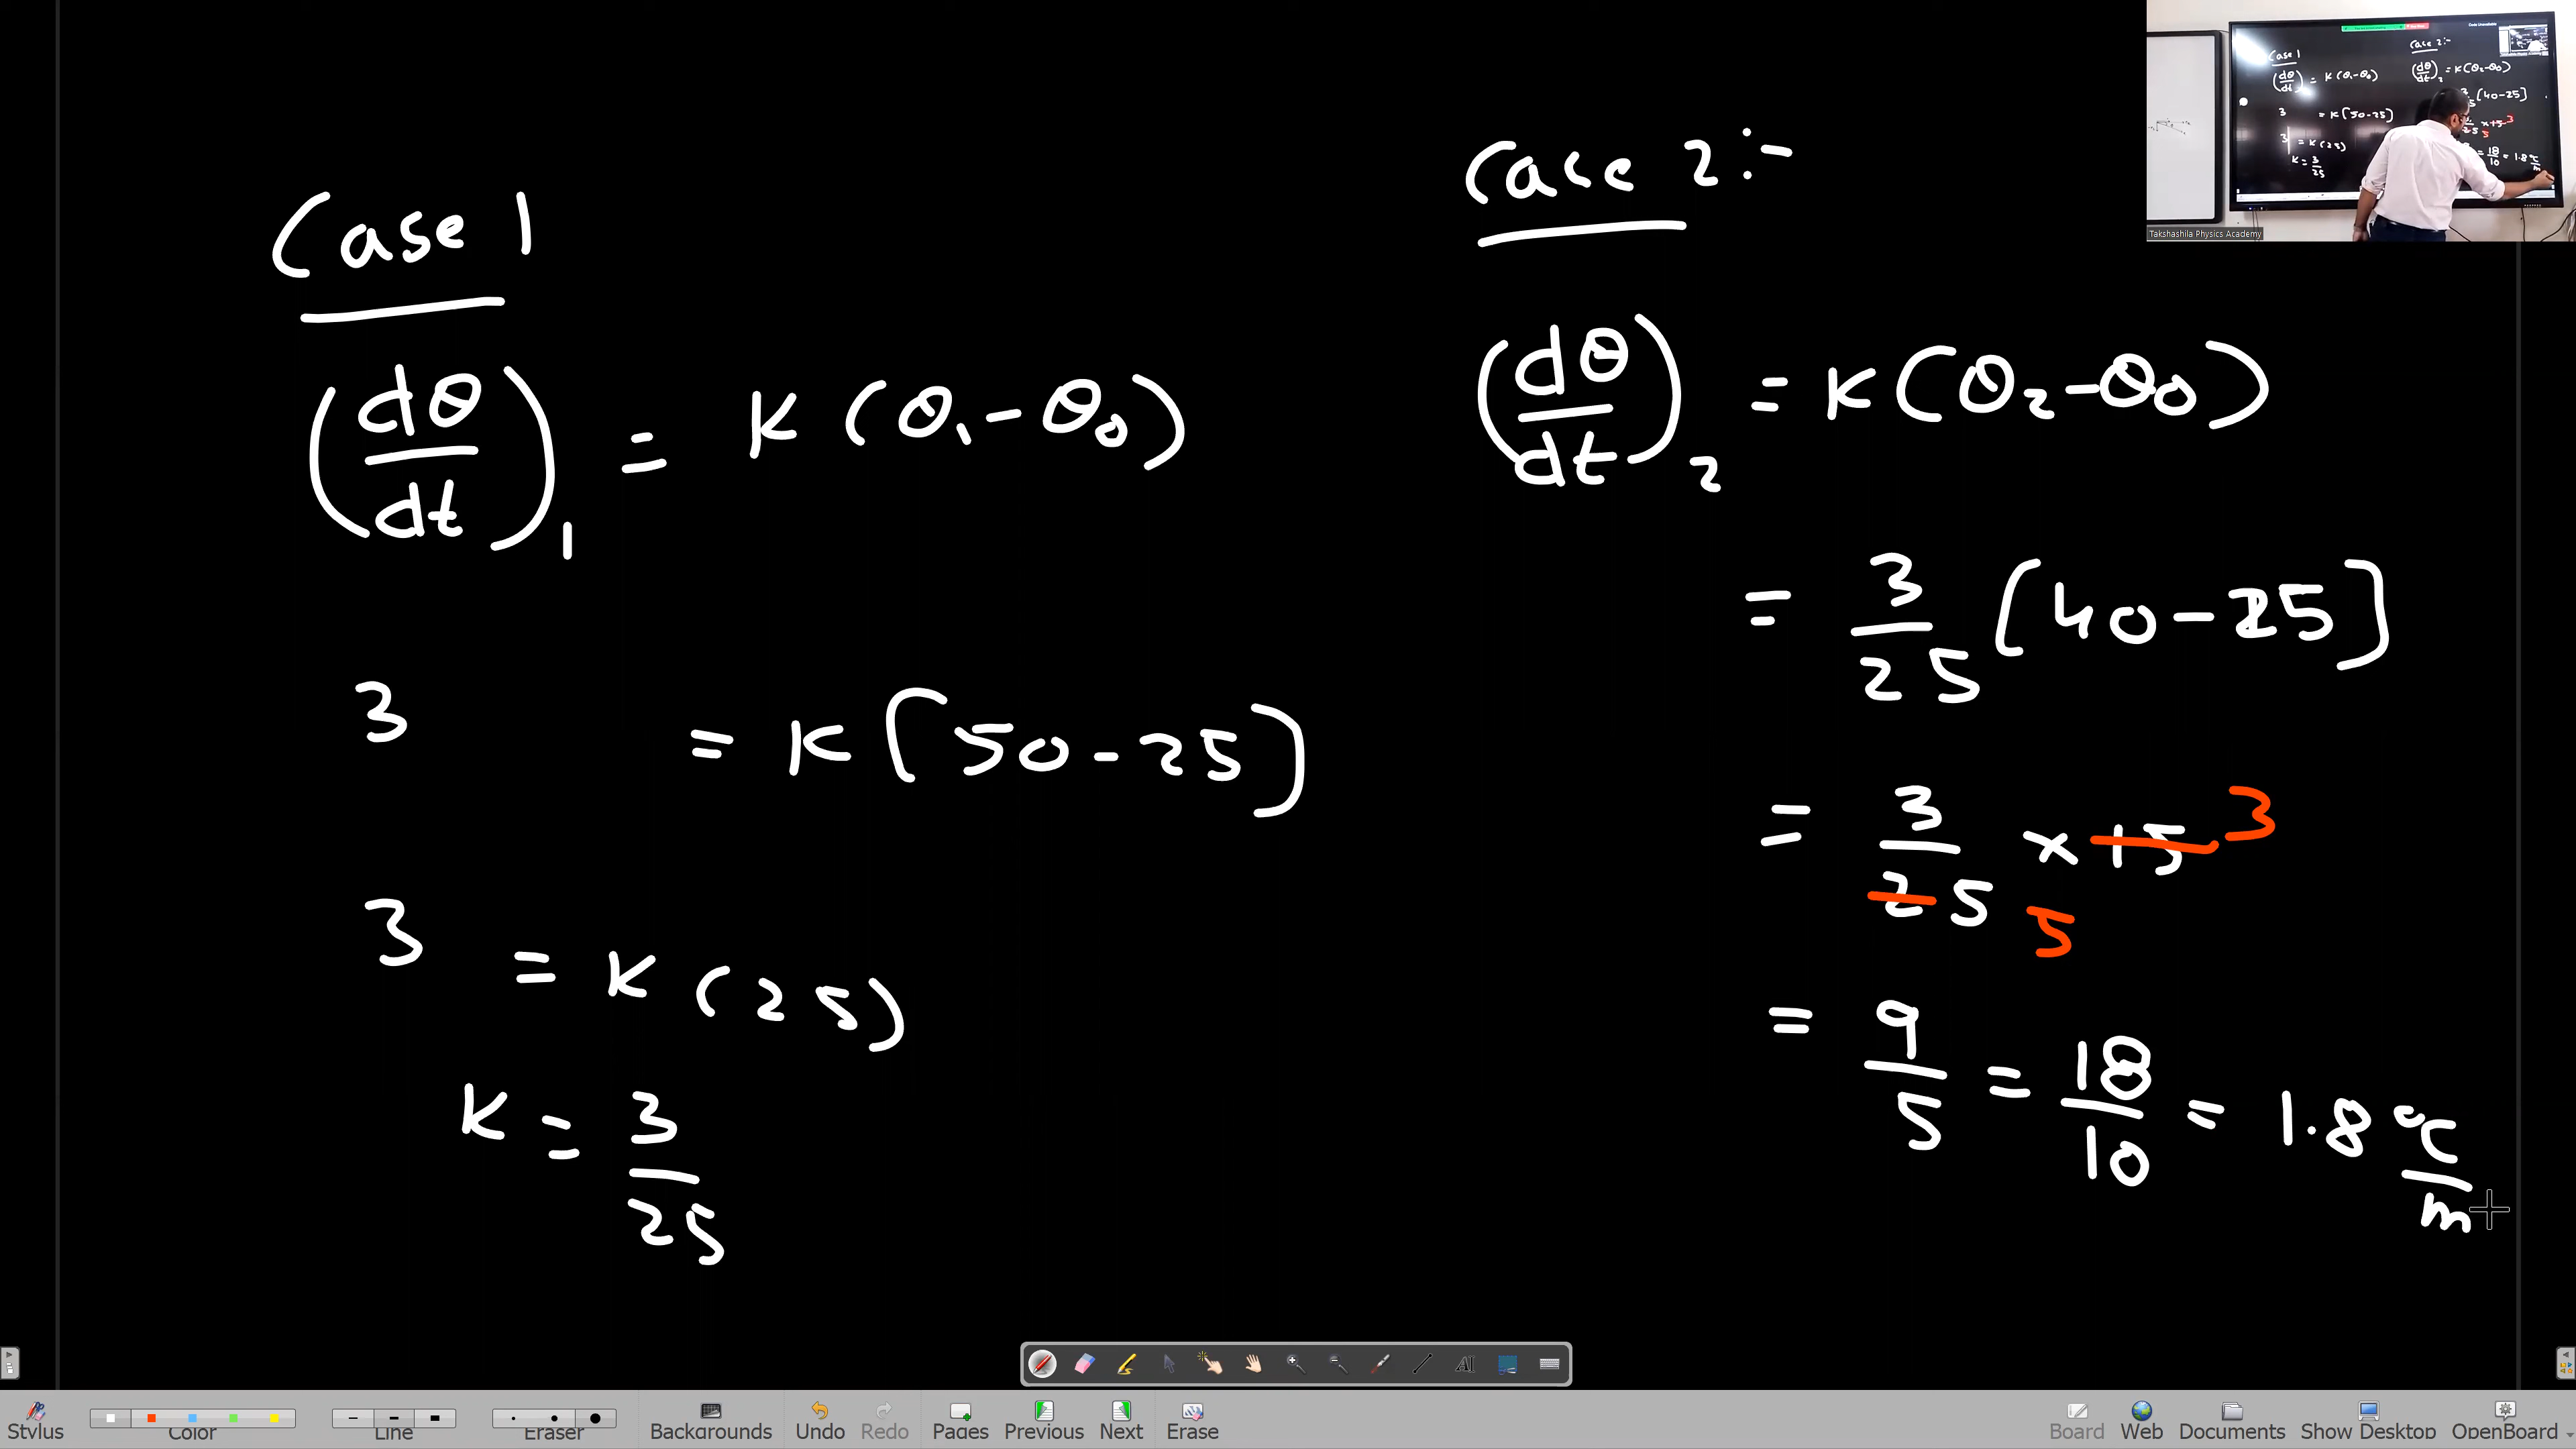 Case 1
(dθ/dt)₁ = K (θ₁ - θ₀)
3 = K [50 - 25]
3 = K (25)
K = 3/25
Case 2 :-
(dθ/dt)₂ = K (θ₂ - θ0)
= 3/25 [40 - 25]
= 3/25 × 15 3
5
= 9/5 = 18/10 = 1.8 °C/m
Takshashila Physics Academy
Stylus
Color
Line
Eraser
Backgrounds
Undo
Redo
Pages
Previous
Next
Erase
Board
Web
Documents
Show Desktop
OpenBoard